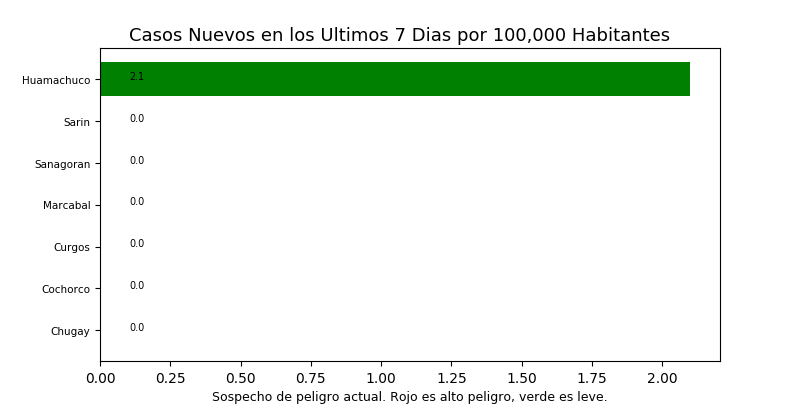 Casos Nuevos en los Ultimos 7 Dias por 100,000 Habitantes
Huamachuco 2.1
Sarin 0.0
Sanagoran 0.0
Marcabal 0.0
Curgos 0.0
Cochorco 0.0
Chugay 0.0
0.00 0.25 0.50 0.75 1.00 1.25 1.50 1.75 2.00
Sospecho de peligro actual. Rojo es alto peligro, verde es leve.